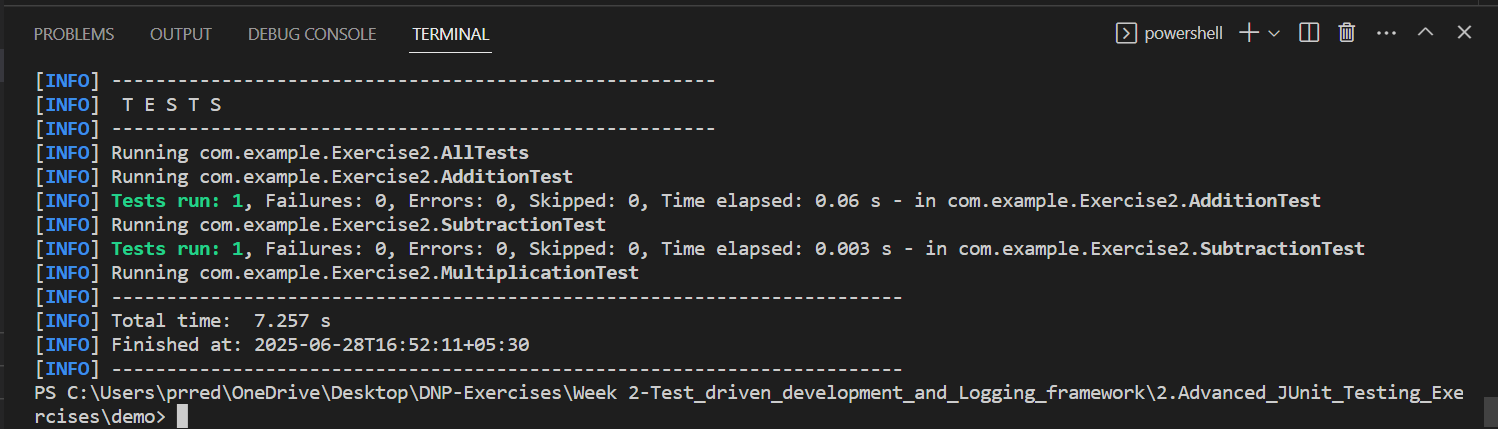 PROBLEMS OUTPUT DEBUG CONSOLE TERMINAL powershell
[INFO] -------------------------------------------------------
[INFO]  T E S T S
[INFO] -------------------------------------------------------
[INFO] Running com.example.Exercise2.AllTests
[INFO] Running com.example.Exercise2.AdditionTest
[INFO] Tests run: 1, Failures: 0, Errors: 0, Skipped: 0, Time elapsed: 0.06 s - in com.example.Exercise2.AdditionTest
[INFO] Running com.example.Exercise2.SubtractionTest
[INFO] Tests run: 1, Failures: 0, Errors: 0, Skipped: 0, Time elapsed: 0.003 s - in com.example.Exercise2.SubtractionTest
[INFO] Running com.example.Exercise2.MultiplicationTest
[INFO] ------------------------------------------------------------------------
[INFO] Total time:  7.257 s
[INFO] Finished at: 2025-06-28T16:52:11+05:30
[INFO] ------------------------------------------------------------------------
PS C:\Users\prred\OneDrive\Desktop\DNP-Exercises\Week 2-Test_driven_development_and_Logging_framework\2.Advanced_JUnit_Testing_Exe
rcises\demo>